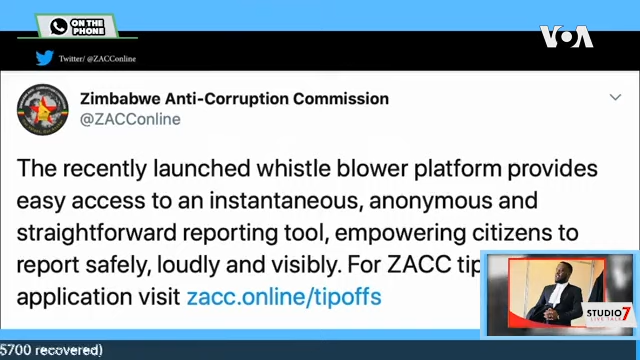 ON THE
PHONE
VOA
Twitter/ @ZACConline
Zimbabwe Anti-Corruption Commission
@ZACConline
The recently launched whistle blower platform provides
easy access to an instantaneous, anonymous and
straightforward reporting tool, empowering citizens to
report safely, loudly and visibly. For ZACC tip
application visit zacc.online/tipoffs
STUDIO 7
LIVE TALK
5700 recovered)